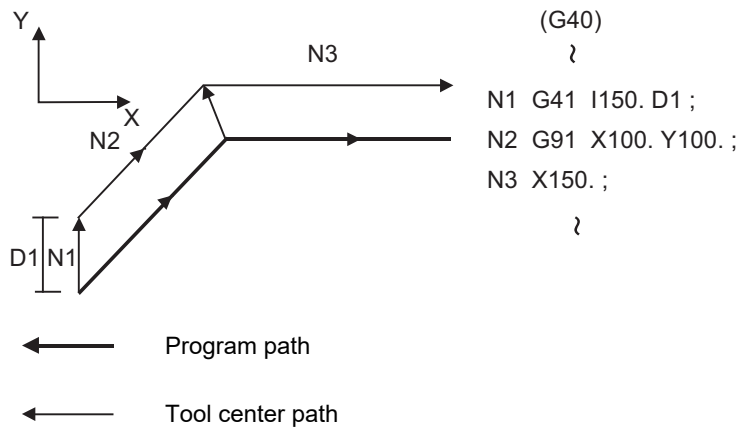 Y
X
N3
N2
D1 N1
(G40)
~
N1 G41 I150. D1 ;
N2 G91 X100. Y100. ;
N3 X150. ;
~
Program path
Tool center path